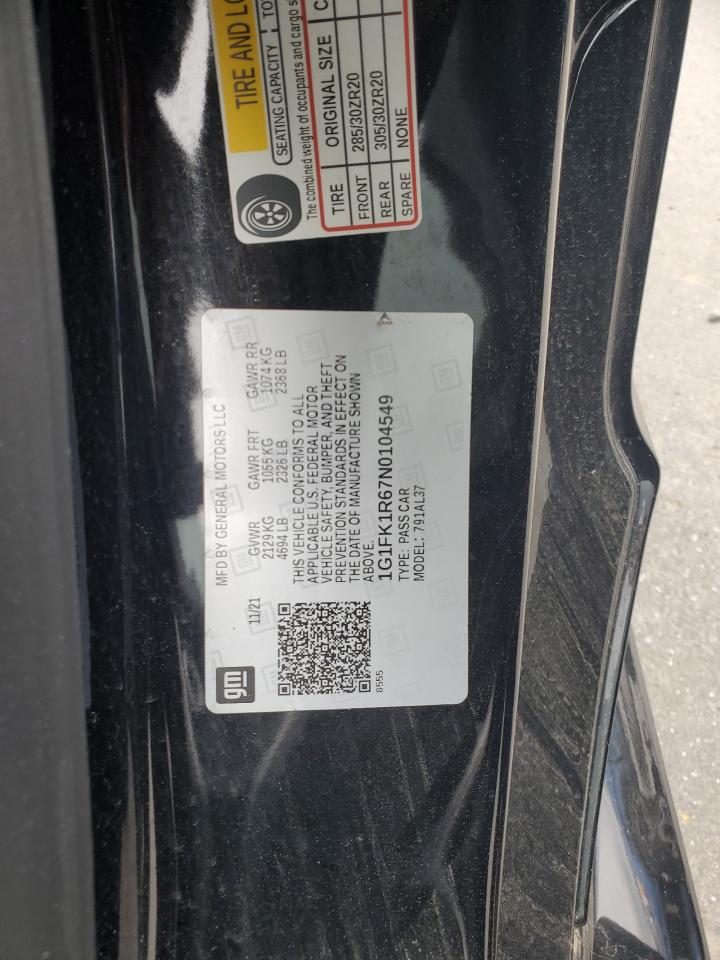 TIRE AND LO
SEATING CAPACITY TO
The combined weight of occupants and cargo s
TIRE ORIGINAL SIZE C
FRONT 285/30ZR20
REAR 305/30ZR20
SPARE NONE
gm
MFD BY GENERAL MOTORS LLC
11/21 GVWR GAWR FRT GAWR RR
2129 KG 1055 KG 1074 KG
4694 LB 2326 LB 2368 LB
THIS VEHICLE CONFORMS TO ALL
APPLICABLE U.S. FEDERAL MOTOR
VEHICLE SAFETY, BUMPER, AND THEFT
PREVENTION STANDARDS IN EFFECT ON
THE DATE OF MANUFACTURE SHOWN
ABOVE.
1G1FK1R67N0104549
TYPE: PASS CAR
MODEL: 791AL37
8555